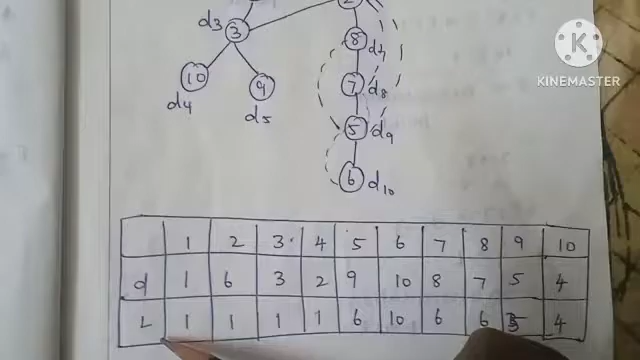 K
KINEMASTER
2
d3 3
8 d7
10 9
7 d8
d4 d5
5 d9
6 d10
1 2 3 4 5 6 7 8 9 10
d 1 6 3 2 9 10 8 7 5 4
L 1 1 1 1 6 10 6 6 5 4